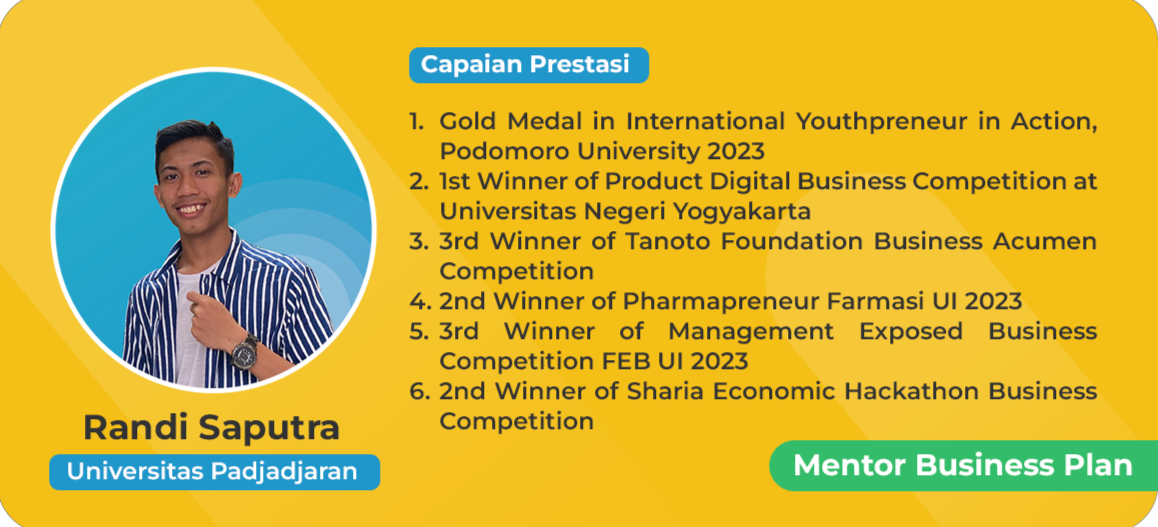 Capaian Prestasi
1. Gold Medal in International Youthpreneur in Action,
Podomoro University 2023
2. 1st Winner of Product Digital Business Competition at
Universitas Negeri Yogyakarta
3. 3rd Winner of Tanoto Foundation Business Acumen
Competition
4. 2nd Winner of Pharmapreneur Farmasi UI 2023
5. 3rd Winner of Management Exposed Business
Competition FEB UI 2023
6. 2nd Winner of Sharia Economic Hackathon Business
Competition
Randi Saputra
Universitas Padjadjaran
Mentor Business Plan